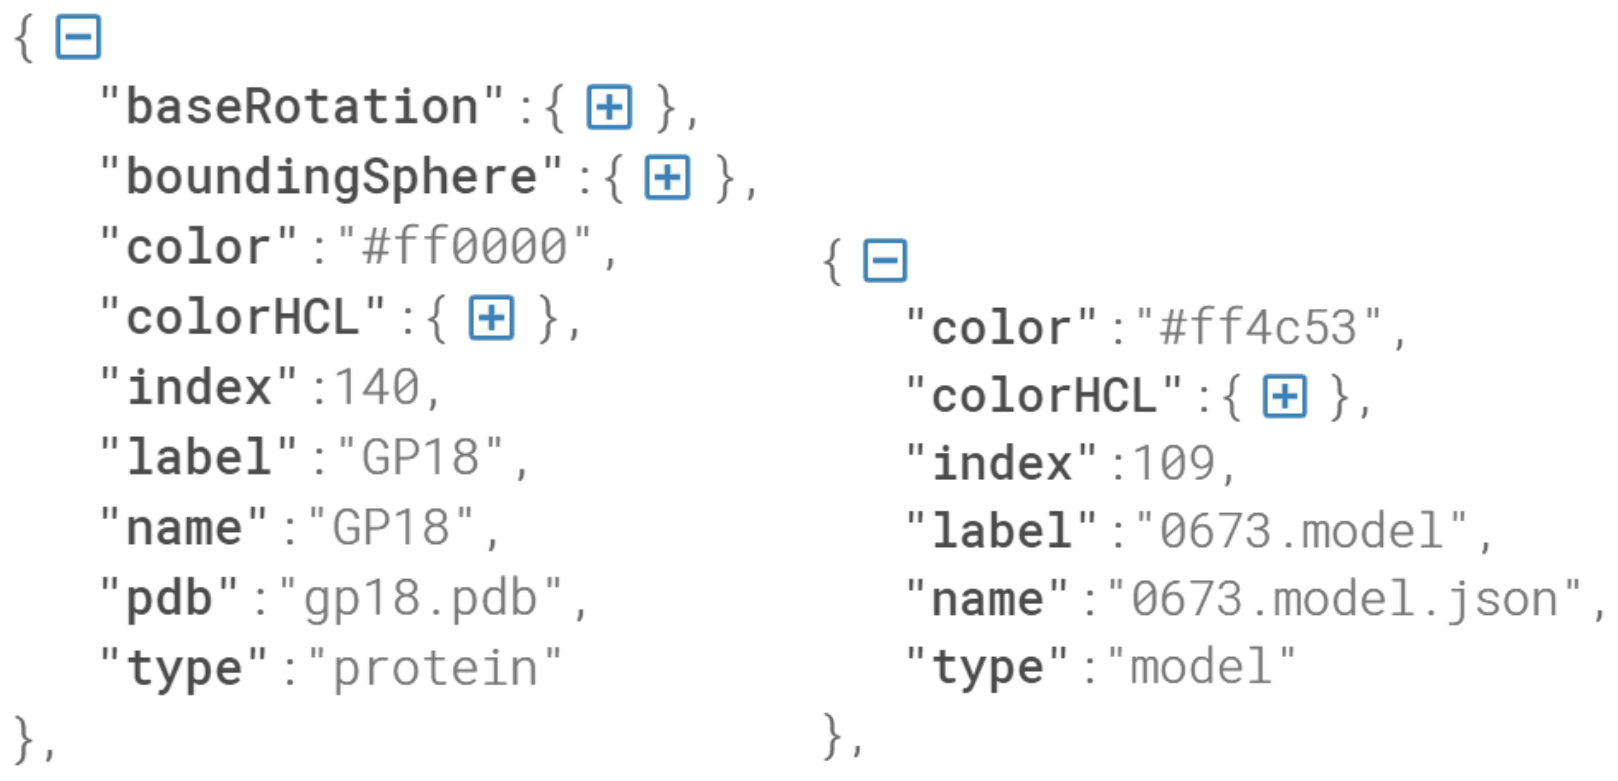 {
"baseRotation":{ },
"boundingSphere":{ },
"color":"#ff0000",
"colorHCL":{ },
"index":140,
"label":"GP18",
"name":"GP18",
"pdb":"gp18.pdb",
"type":"protein"
},
{
"color":"#ff4c53",
"colorHCL":{ },
"index":109,
"label":"0673.model",
"name":"0673.model.json",
"type":"model"
},